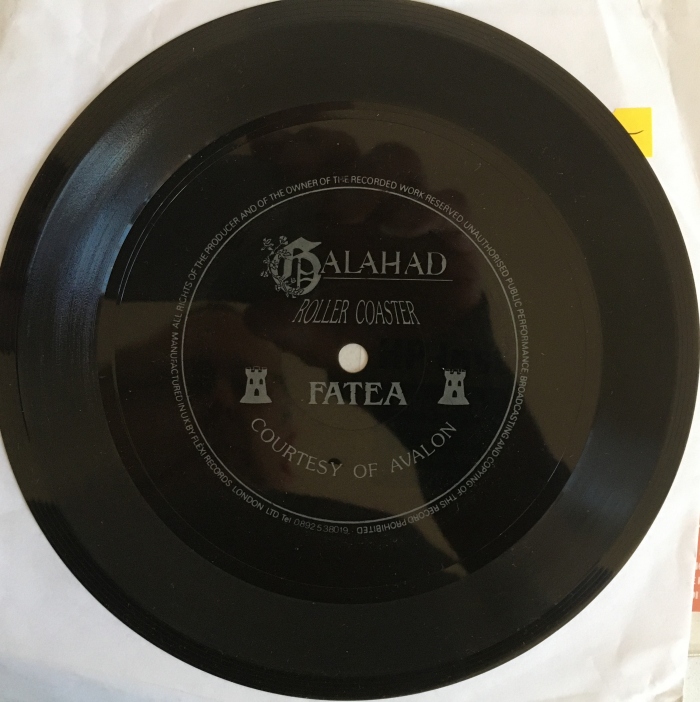 GALAHAD
ROLLER COASTER
FATEA
COURTESY OF AVALON
MANUFACTURED IN UK BY FLEXI RECORDS LONDON LTD Tel 0892538019. ALL RIGHTS OF THE PRODUCER AND OF THE OWNER OF THE RECORDED WORK RESERVED UNAUTHORISED PUBLIC PERFORMANCE BROADCASTING AND COPYING OF THIS RECORD PROHIBITED